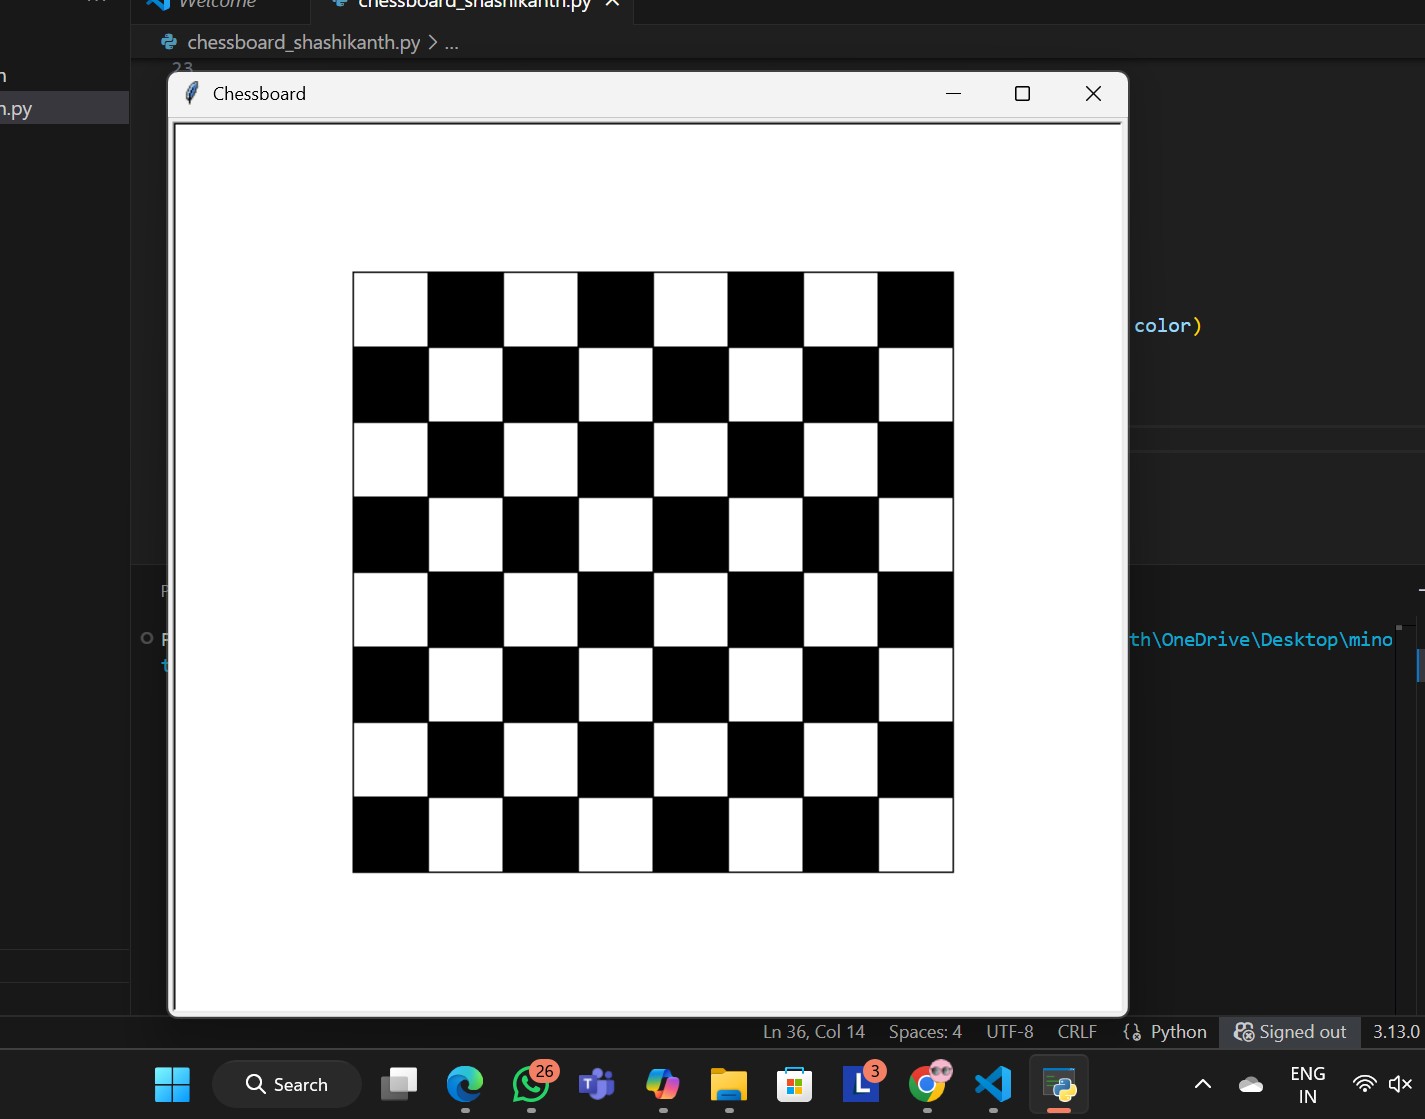 Welcome
chessboard_shashikanth.py
chessboard_shashikanth.py > ...
23
n
n.py
Chessboard
color)
th\OneDrive\Desktop\mino
t
Ln 36, Col 14 Spaces: 4 UTF-8 CRLF Python Signed out 3.13.0
Search
26
T
L
3
ENG
IN